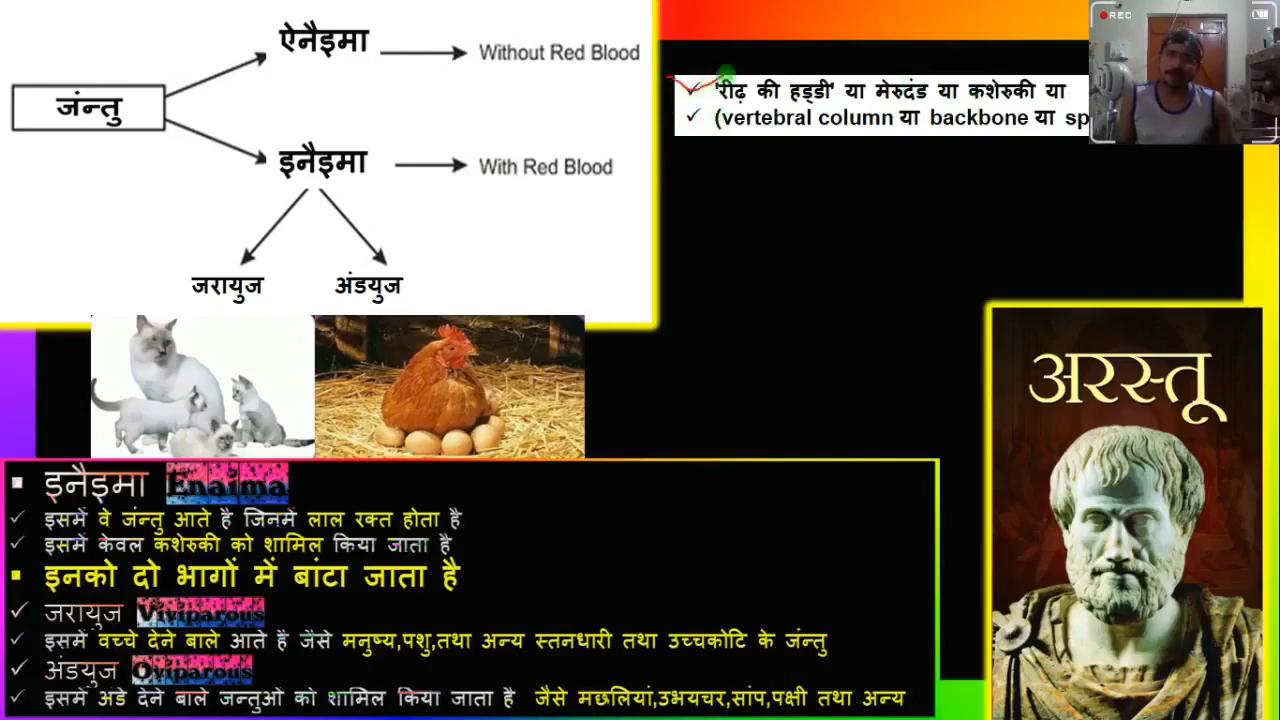 ऐनैइमा
Without Red Blood
जंन्तु
इनैइमा
With Red Blood
जरायुज
अंडयुज
'रीढ़ की हड्डी' या मेरुदंड या कशेरुकी या
(vertebral column या backbone या sp
REC
अरस्तू
इनैइमा Enaima
इसमें वे जंन्तु आते है जिनमें लाल रक्त होता है
इसमें केवल कशेरुकी को शामिल किया जाता है
इनको दो भागों में बांटा जाता है
जरायुज Viviparous
इसमें वच्चे देने बाले आते है जैसे मनुष्य,पशु,तथा अन्य स्तनधारी तथा उच्चकोटि के जंन्तु
अंडयुज Oviparous
इसमें अंडे देने बाले जन्तुओं को शामिल किया जाता है जैसे मछलियां,उभयचर,सांप,पक्षी तथा अन्य